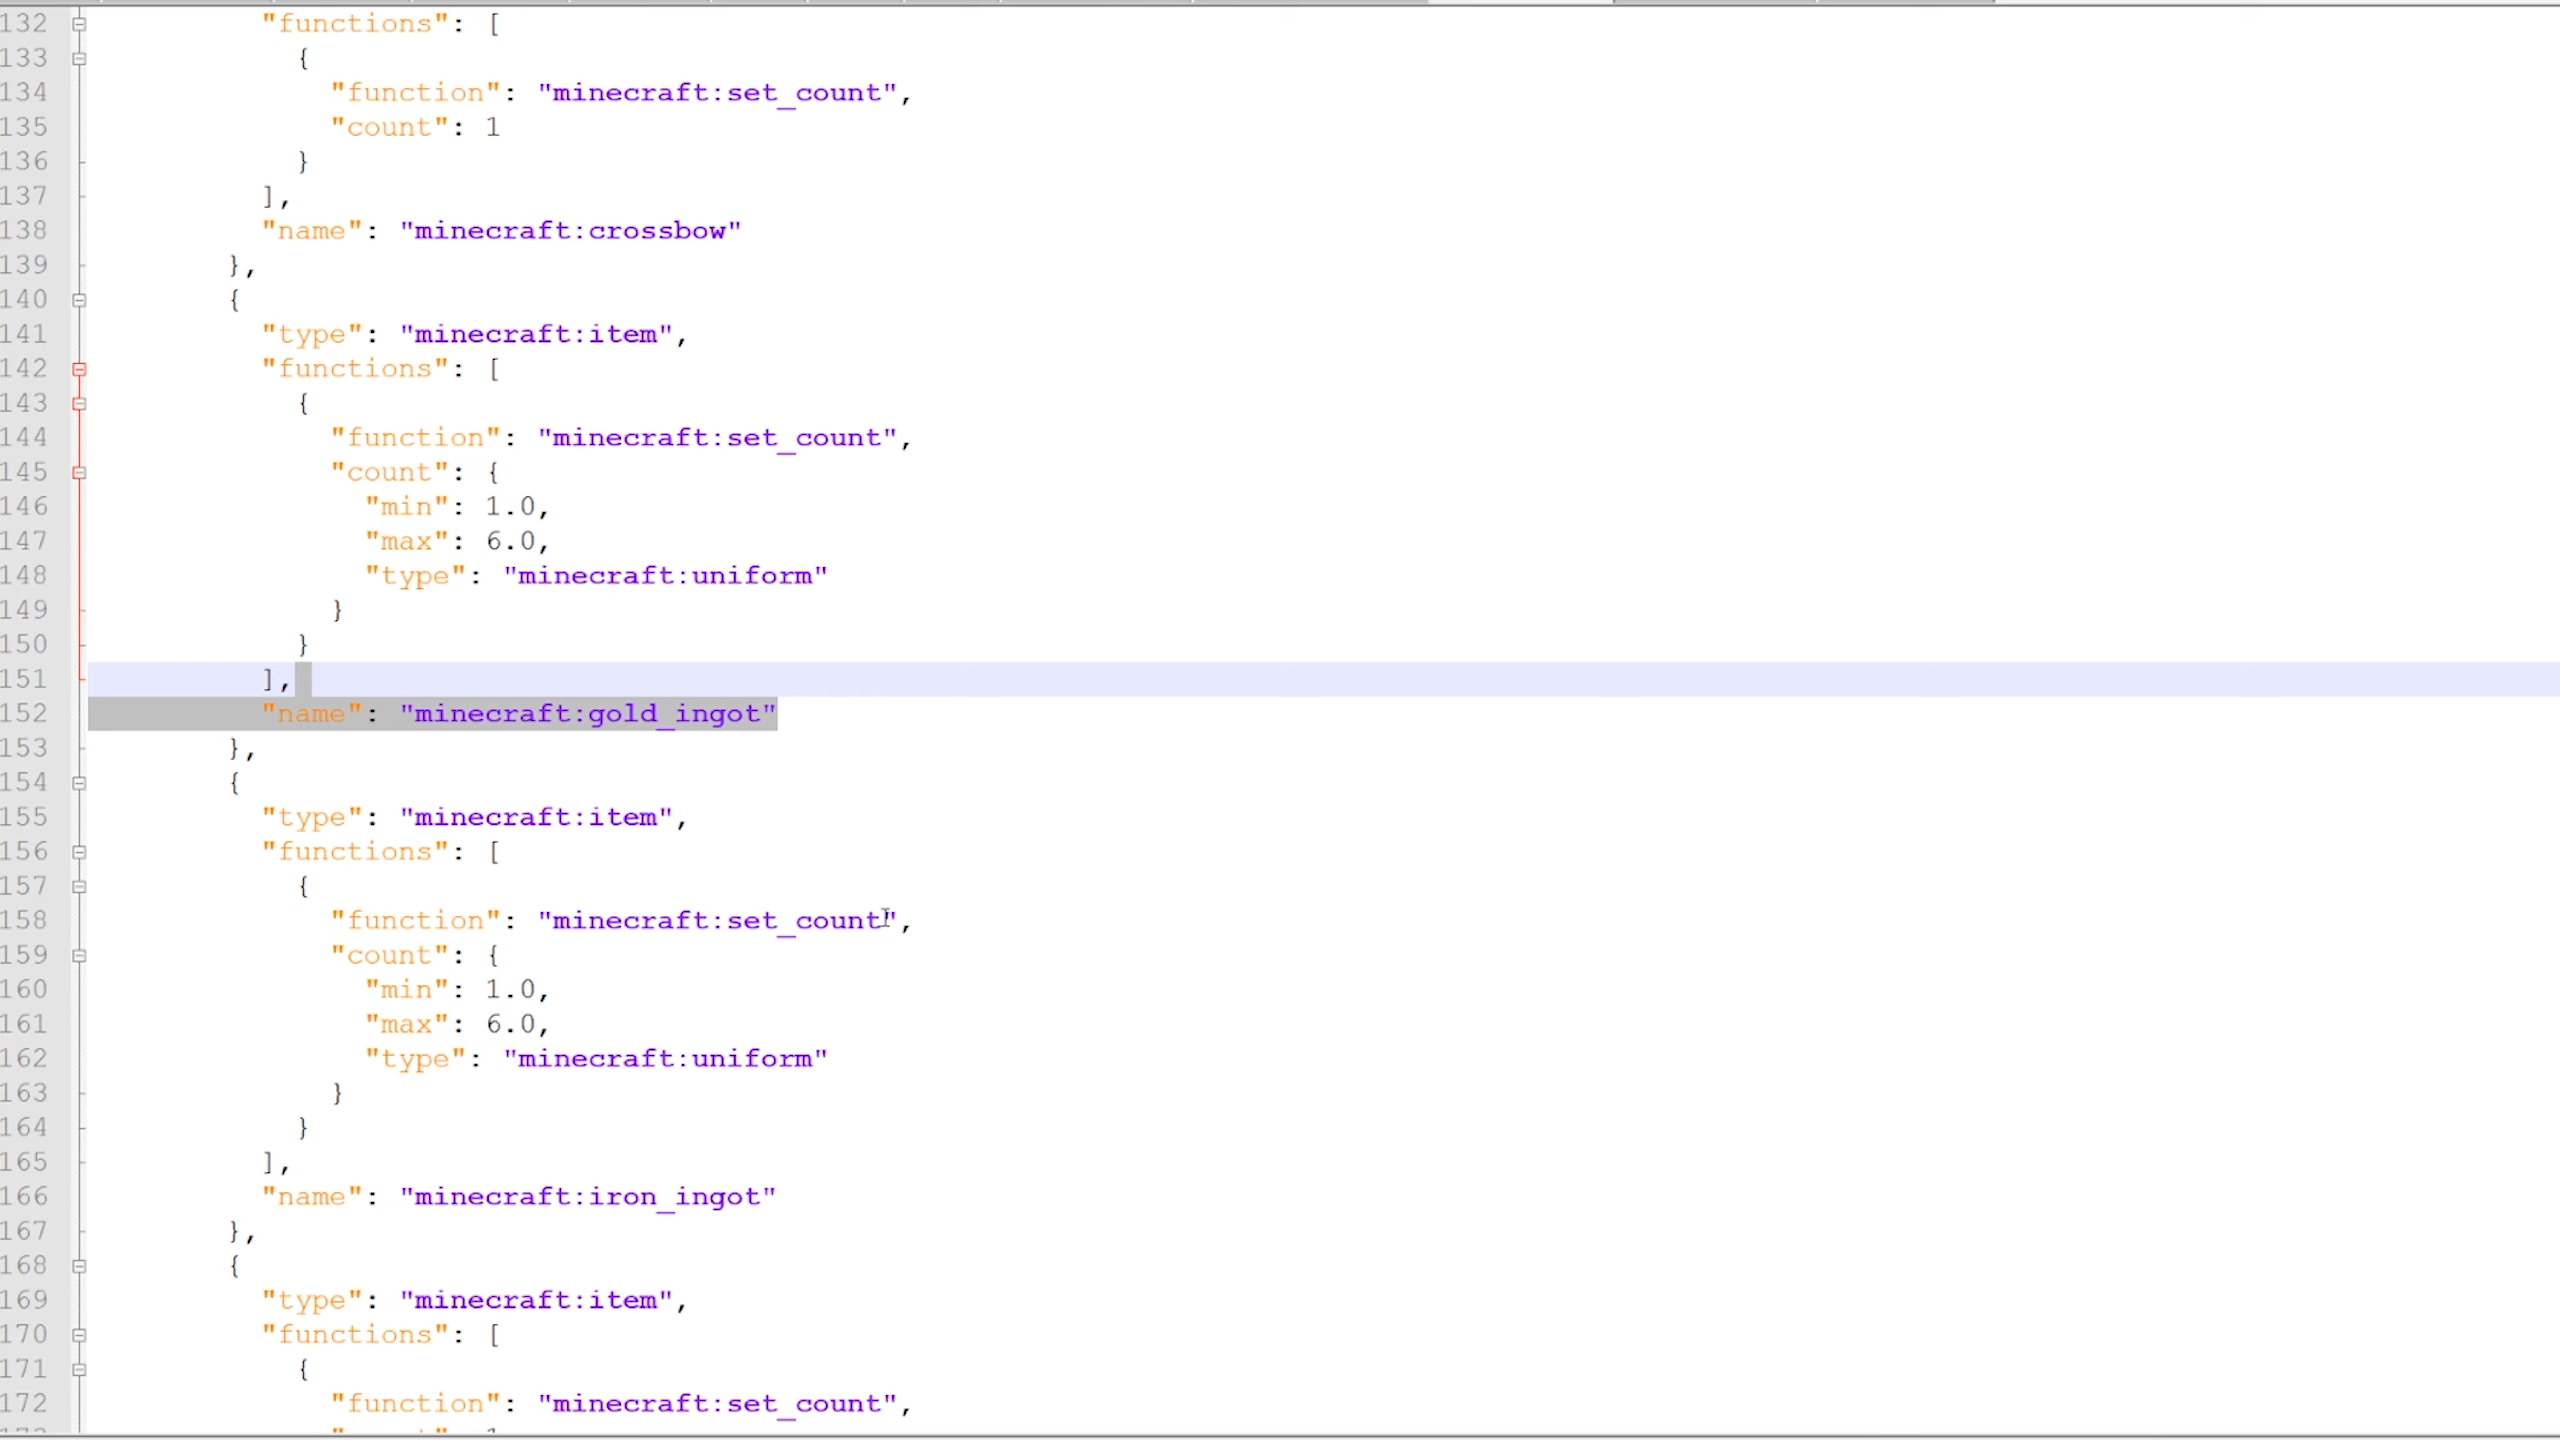 132 "functions": [
133 {
134 "function": "minecraft:set_count",
135 "count": 1
136 }
137 ],
138 "name": "minecraft:crossbow"
139 },
140 {
141 "type": "minecraft:item",
142 "functions": [
143 {
144 "function": "minecraft:set_count",
145 "count": {
146 "min": 1.0,
147 "max": 6.0,
148 "type": "minecraft:uniform"
149 }
150 }
151 ],
152 "name": "minecraft:gold_ingot"
153 },
154 {
155 "type": "minecraft:item",
156 "functions": [
157 {
158 "function": "minecraft:set_count",
159 "count": {
160 "min": 1.0,
161 "max": 6.0,
162 "type": "minecraft:uniform"
163 }
164 }
165 ],
166 "name": "minecraft:iron_ingot"
167 },
168 {
169 "type": "minecraft:item",
170 "functions": [
171 {
172 "function": "minecraft:set_count",